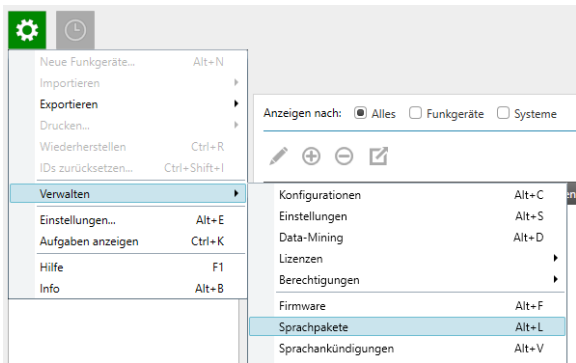 Neue Funkgeräte... Alt+N
Importieren
Exportieren
Drucken...
Wiederherstellen Ctrl+R
IDs zurücksetzen... Ctrl+Shift+I
Verwalten
Einstellungen... Alt+E
Aufgaben anzeigen Ctrl+K
Hilfe F1
Info Alt+B
Anzeigen nach: Alles Funkgeräte Systeme
Konfigurationen Alt+C
Einstellungen Alt+S
Data-Mining Alt+D
Lizenzen
Berechtigungen
Firmware Alt+F
Sprachpakete Alt+L
Sprachankündigungen Alt+V